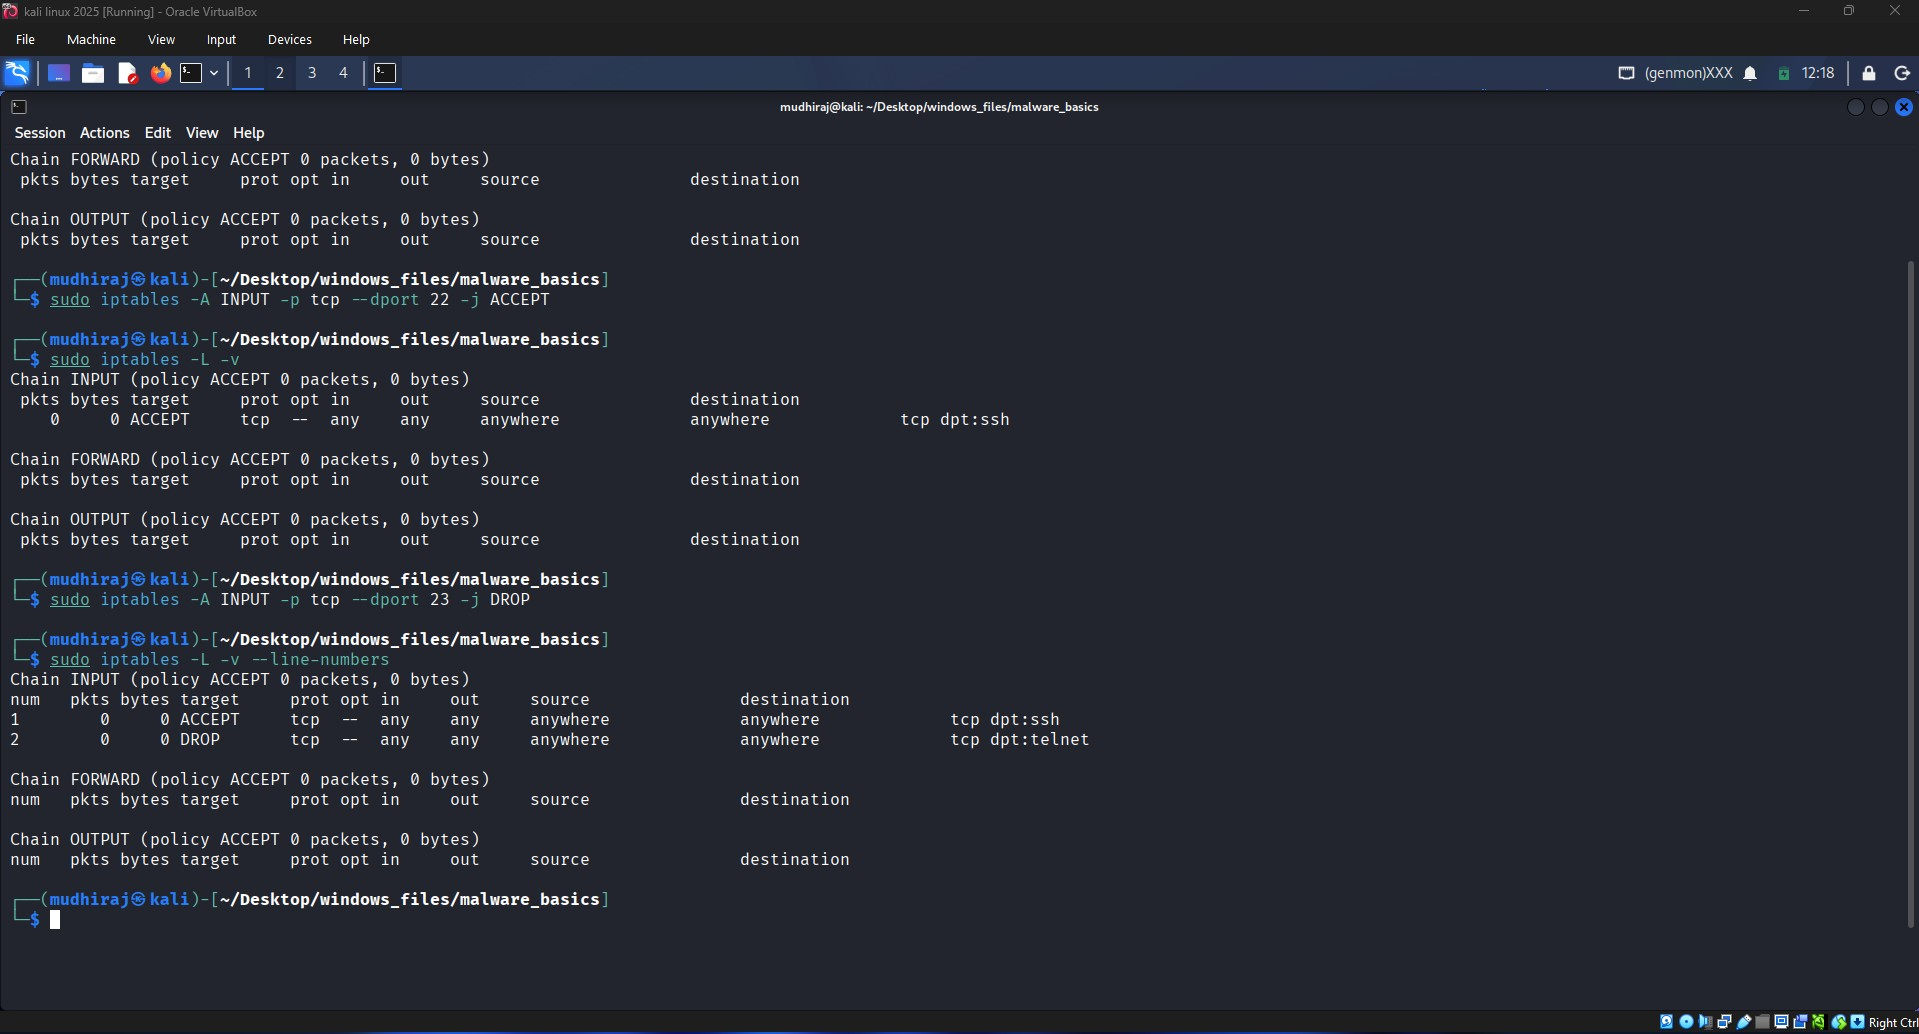 kali linux 2025 [Running] - Oracle VirtualBox
File Machine View Input Devices Help
1 2 3 4 (genmon)XXX 12:18
mudhiraj@kali: ~/Desktop/windows_files/malware_basics
Session Actions Edit View Help
Chain FORWARD (policy ACCEPT 0 packets, 0 bytes)
 pkts bytes target     prot opt in     out     source               destination
Chain OUTPUT (policy ACCEPT 0 packets, 0 bytes)
 pkts bytes target     prot opt in     out     source               destination
┌──(mudhiraj㉿kali)-[~/Desktop/windows_files/malware_basics]
└─$ sudo iptables -A INPUT -p tcp --dport 22 -j ACCEPT
┌──(mudhiraj㉿kali)-[~/Desktop/windows_files/malware_basics]
└─$ sudo iptables -L -v
Chain INPUT (policy ACCEPT 0 packets, 0 bytes)
 pkts bytes target     prot opt in     out     source               destination
    0     0 ACCEPT     tcp  --  any    any     anywhere             anywhere             tcp dpt:ssh
Chain FORWARD (policy ACCEPT 0 packets, 0 bytes)
 pkts bytes target     prot opt in     out     source               destination
Chain OUTPUT (policy ACCEPT 0 packets, 0 bytes)
 pkts bytes target     prot opt in     out     source               destination
┌──(mudhiraj㉿kali)-[~/Desktop/windows_files/malware_basics]
└─$ sudo iptables -A INPUT -p tcp --dport 23 -j DROP
┌──(mudhiraj㉿kali)-[~/Desktop/windows_files/malware_basics]
└─$ sudo iptables -L -v --line-numbers
Chain INPUT (policy ACCEPT 0 packets, 0 bytes)
num   pkts bytes target     prot opt in     out     source               destination
1        0     0 ACCEPT     tcp  --  any    any     anywhere             anywhere             tcp dpt:ssh
2        0     0 DROP       tcp  --  any    any     anywhere             anywhere             tcp dpt:telnet
Chain FORWARD (policy ACCEPT 0 packets, 0 bytes)
num   pkts bytes target     prot opt in     out     source               destination
Chain OUTPUT (policy ACCEPT 0 packets, 0 bytes)
num   pkts bytes target     prot opt in     out     source               destination
┌──(mudhiraj㉿kali)-[~/Desktop/windows_files/malware_basics]
└─$
Right Ctrl